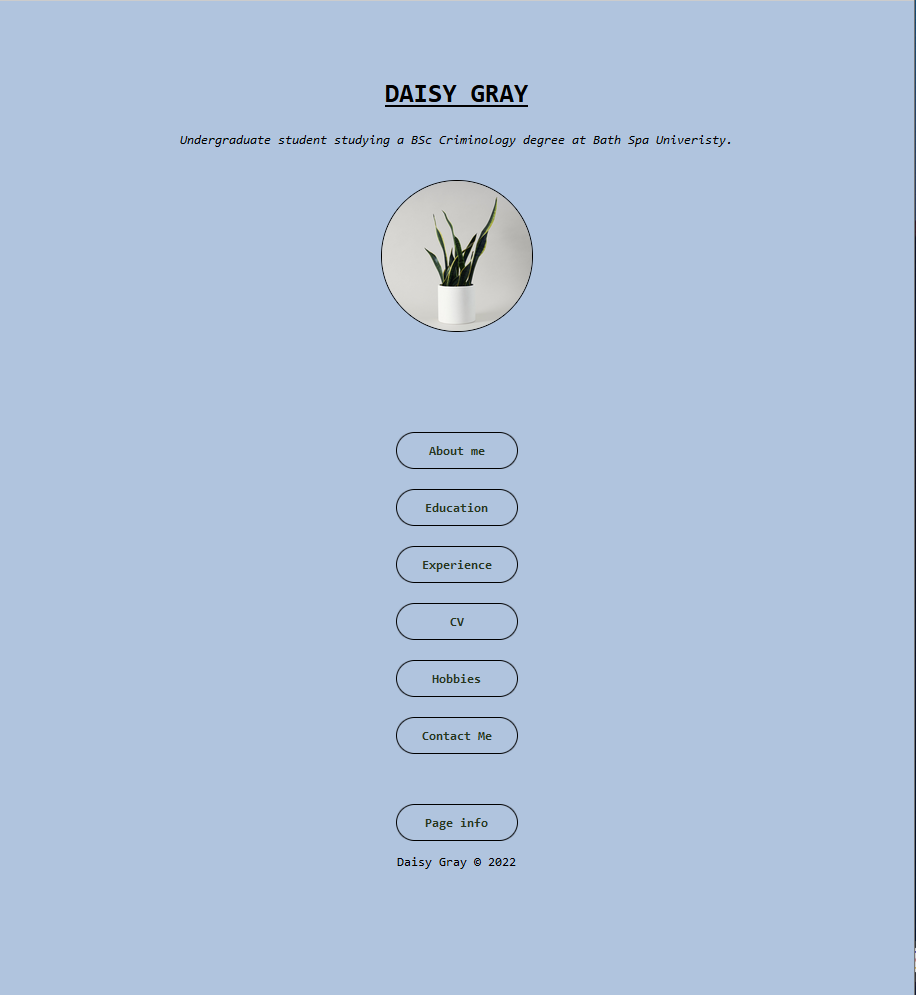 DAISY GRAY
Undergraduate student studying a BSc Criminology degree at Bath Spa Univeristy.
About me
Education
Experience
CV
Hobbies
Contact Me
Page info
Daisy Gray © 2022